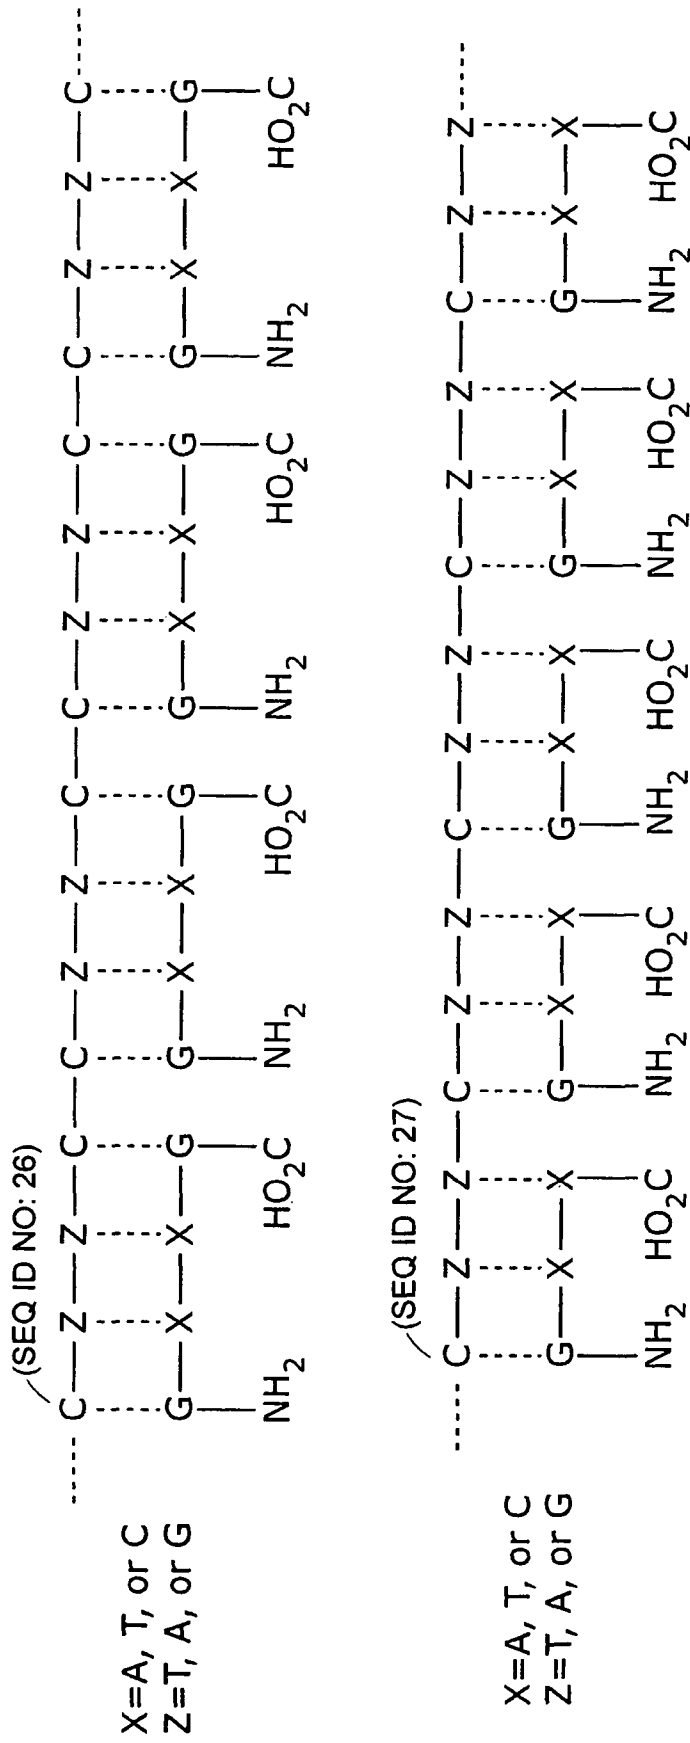 (SEQ ID NO: 26)
C—Z—Z—C—C—Z—Z—C—C—Z—Z—C—C—Z—Z—C
G—X—X—G G—X—X—G G—X—X—G G—X—X—G
NH₂ HO₂C NH₂ HO₂C NH₂ HO₂C NH₂ HO₂C
X=A, T, or C
Z=T, A, or G
(SEQ ID NO: 27)
C—Z—Z—C—Z—Z—C—Z—Z—C—Z—Z—C—Z—Z
G—X—X G—X—X G—X—X G—X—X G—X—X
NH₂ HO₂C NH₂ HO₂C NH₂ HO₂C NH₂ HO₂C NH₂ HO₂C
X=A, T, or C
Z=T, A, or G